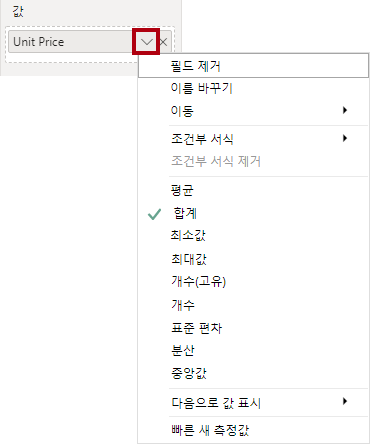 값
Unit Price
필드 제거
이름 바꾸기
이동
조건부 서식
조건부 서식 제거
평균
합계
최소값
최대값
개수(고유)
개수
표준 편차
분산
중앙값
다음으로 값 표시
빠른 새 측정값